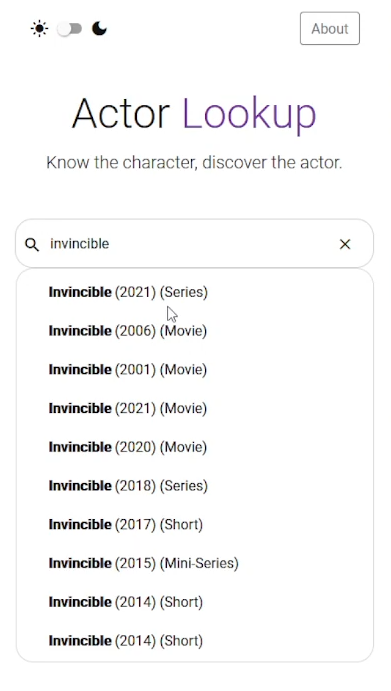 About
Actor Lookup
Know the character, discover the actor.
invincible
Invincible (2021) (Series)
Invincible (2006) (Movie)
Invincible (2001) (Movie)
Invincible (2021) (Movie)
Invincible (2020) (Movie)
Invincible (2018) (Series)
Invincible (2017) (Short)
Invincible (2015) (Mini-Series)
Invincible (2014) (Short)
Invincible (2014) (Short)